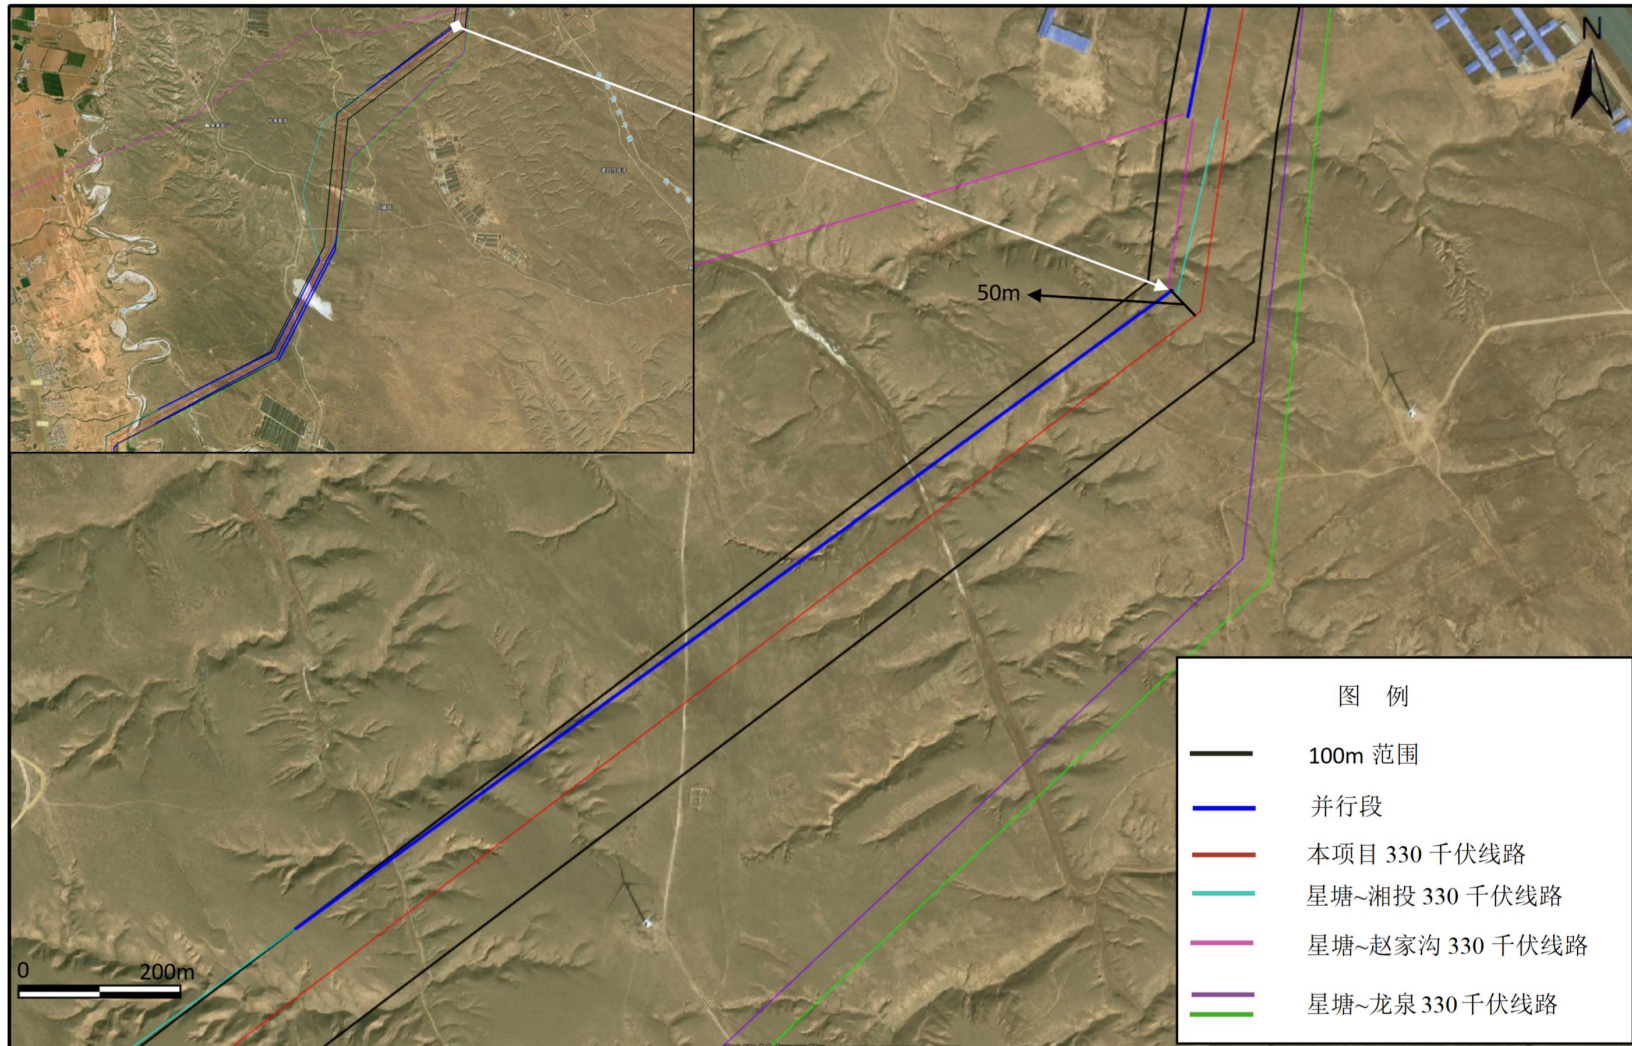 N
50m
图 例
100m 范围
并行段
本项目 330 千伏线路
星塘~湘投 330 千伏线路
星塘~赵家沟 330 千伏线路
星塘~龙泉 330 千伏线路
0 200m